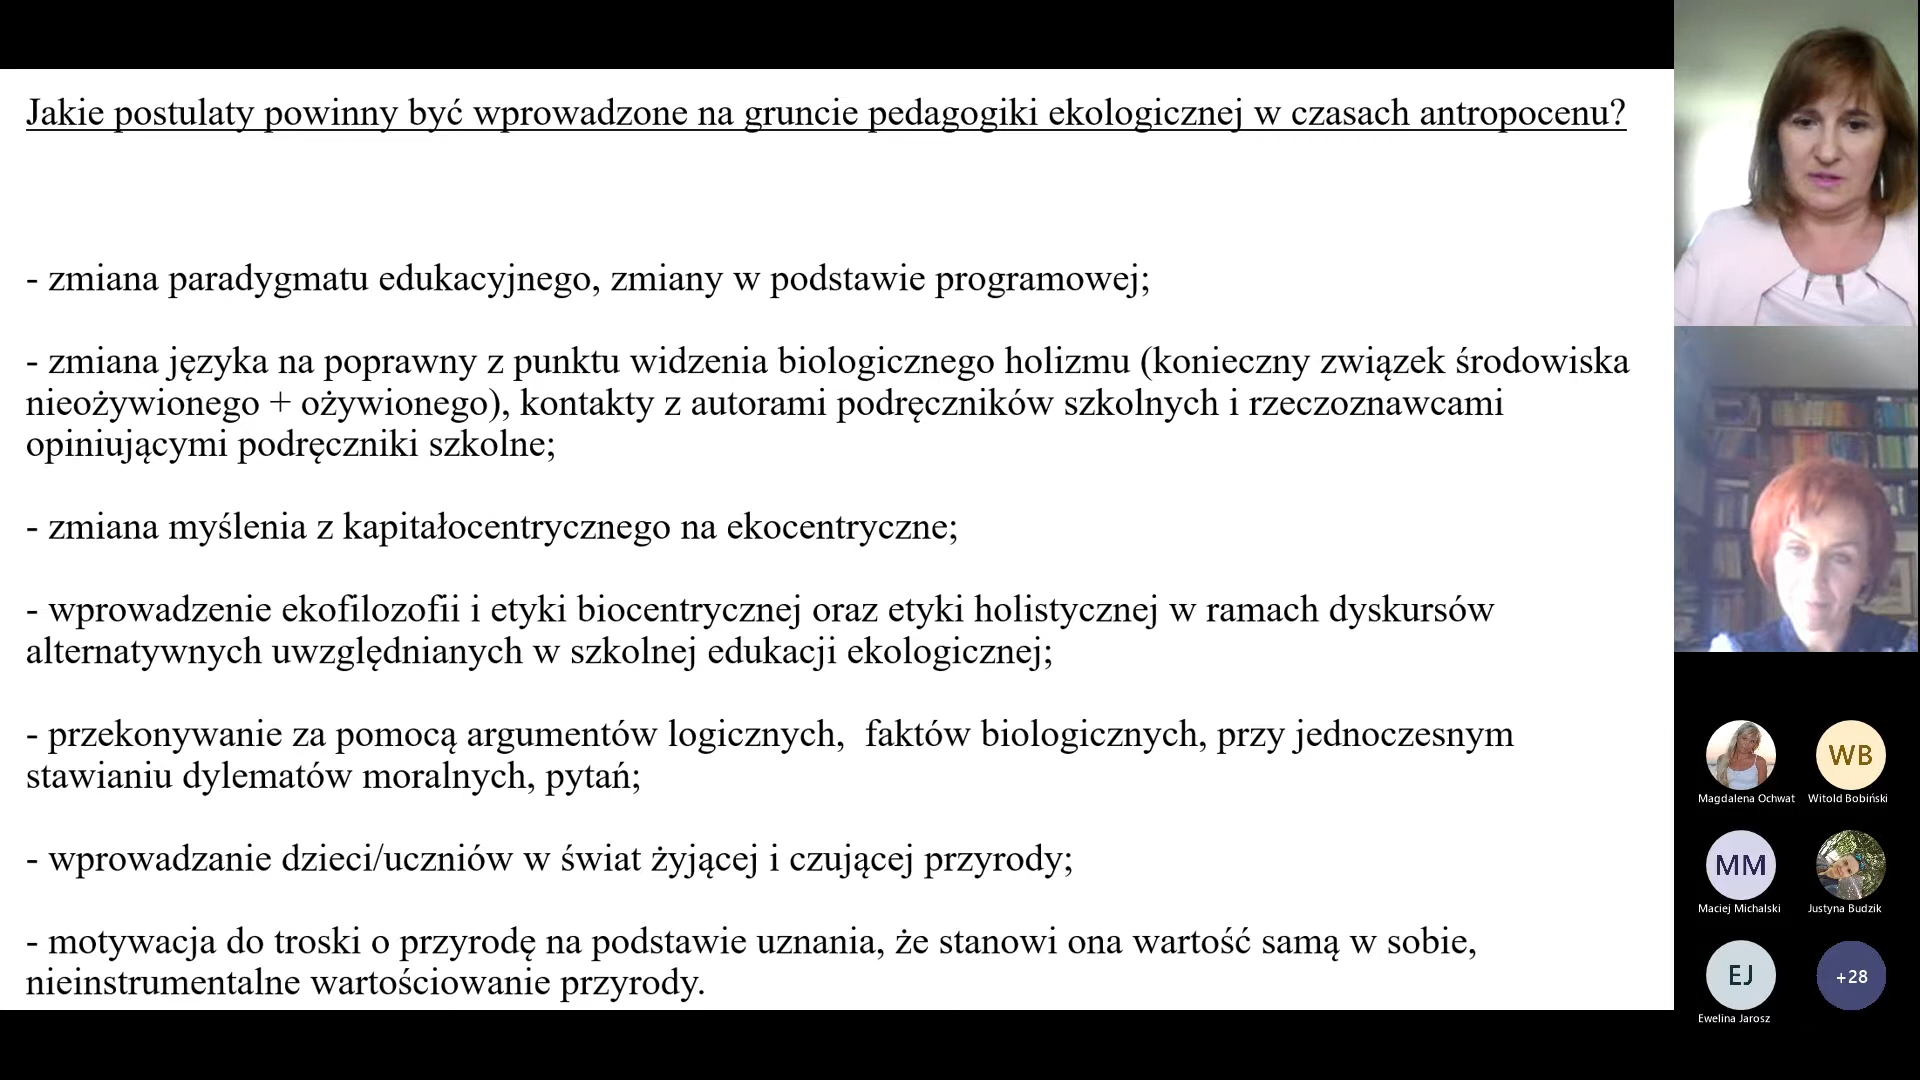 Jakie postulaty powinny być wprowadzone na gruncie pedagogiki ekologicznej w czasach antropocenu?
- zmiana paradygmatu edukacyjnego, zmiany w podstawie programowej;
- zmiana języka na poprawny z punktu widzenia biologicznego holizmu (konieczny związek środowiska
nieożywionego + ożywionego), kontakty z autorami podręczników szkolnych i rzeczoznawcami
opiniującymi podręczniki szkolne;
- zmiana myślenia z kapitałocentrycznego na ekocentryczne;
- wprowadzenie ekofilozofii i etyki biocentrycznej oraz etyki holistycznej w ramach dyskursów
alternatywnych uwzględnianych w szkolnej edukacji ekologicznej;
- przekonywanie za pomocą argumentów logicznych,  faktów biologicznych, przy jednoczesnym
stawianiu dylematów moralnych, pytań;
- wprowadzanie dzieci/uczniów w świat żyjącej i czującej przyrody;
- motywacja do troski o przyrodę na podstawie uznania, że stanowi ona wartość samą w sobie,
nieinstrumentalne wartościowanie przyrody.
WB
Magdalena Ochwat
Witold Bobiński
MM
Maciej Michalski
Justyna Budzik
EJ
+28
Ewelina Jarosz